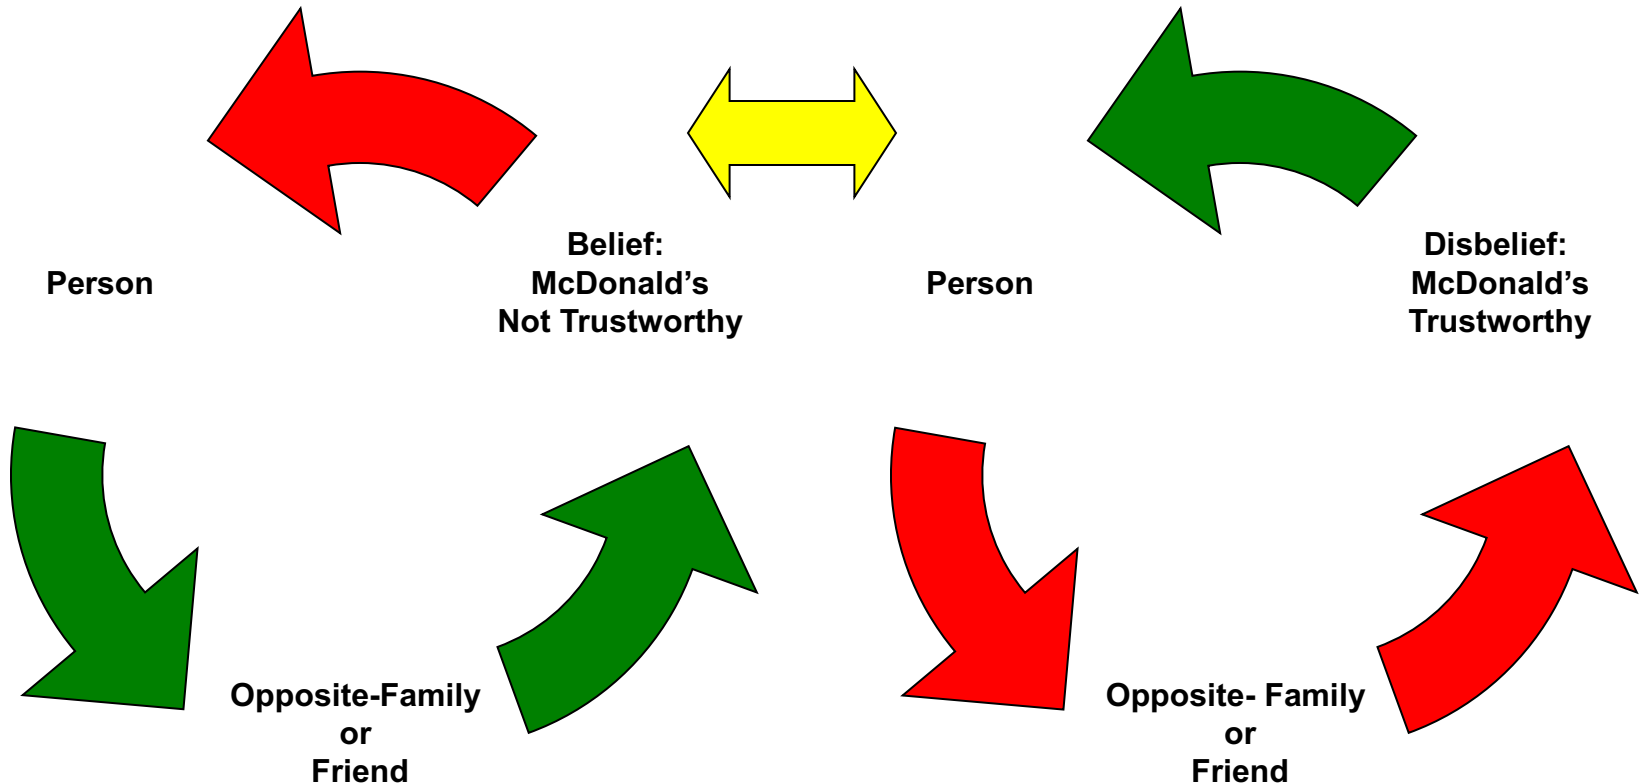 Person
Belief:
McDonald’s
Not Trustworthy
Person
Disbelief:
McDonald’s
Trustworthy
Opposite-Family
or
Friend
Opposite- Family
or
Friend